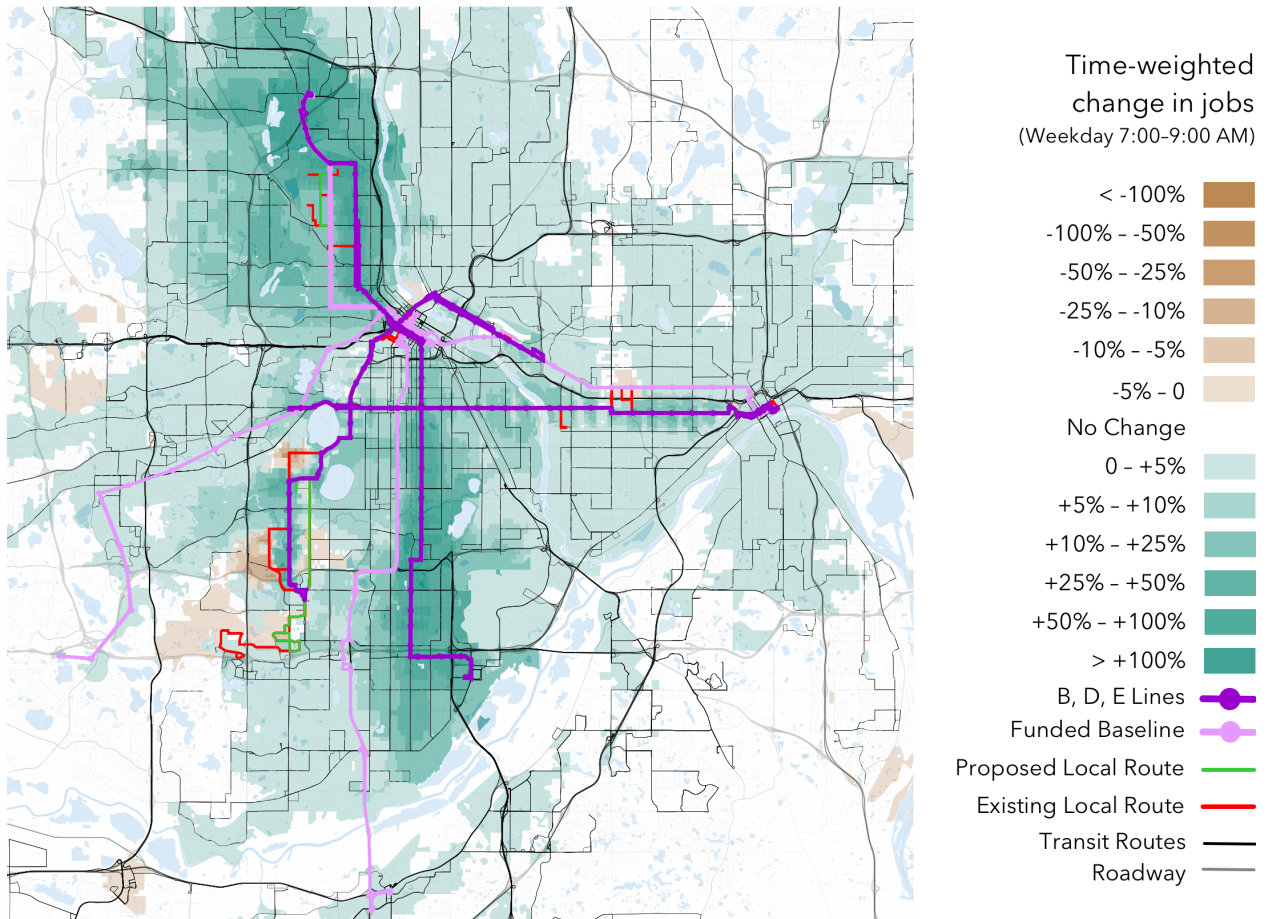 Time-weighted
change in jobs
(Weekday 7:00–9:00 AM)
< -100%
-100% – -50%
-50% – -25%
-25% – -10%
-10% – -5%
-5% – 0
No Change
0 – +5%
+5% – +10%
+10% – +25%
+25% – +50%
+50% – +100%
> +100%
B, D, E Lines
Funded Baseline
Proposed Local Route
Existing Local Route
Transit Routes
Roadway